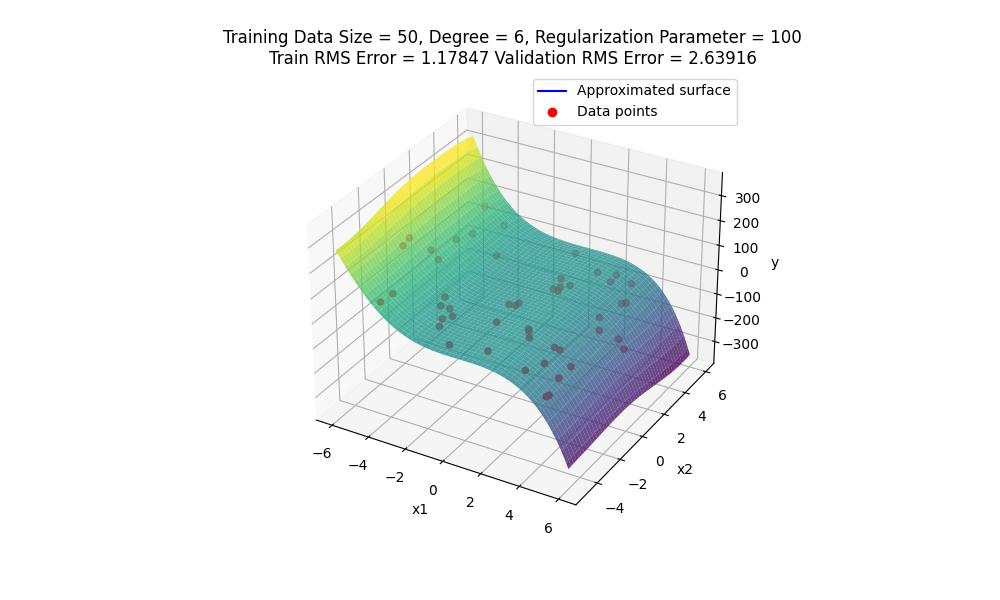 Training Data Size = 50, Degree = 6, Regularization Parameter = 100
Train RMS Error = 1.17847 Validation RMS Error = 2.63916
Approximated surface
Data points
300
200
100
0
−100
−200
−300
y
−6
−4
−2
0
2
4
6
x1
−4
−2
0
2
4
6
x2